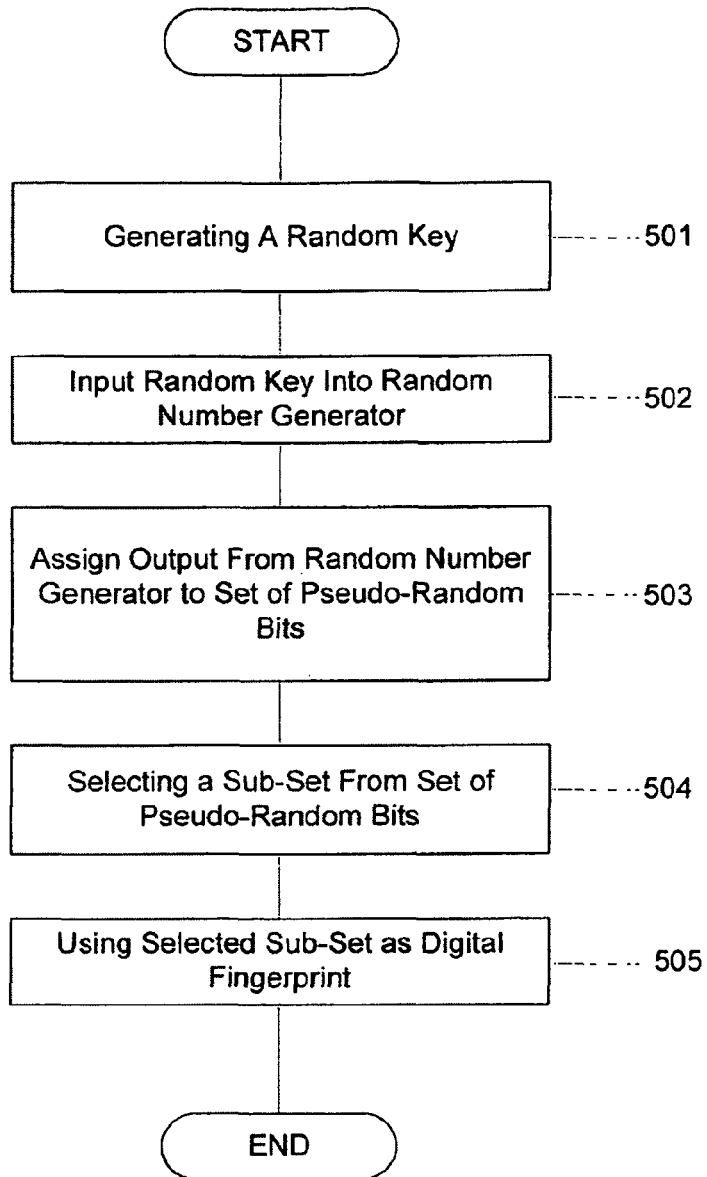 START
Generating A Random Key
501
Input Random Key Into Random
Number Generator
502
Assign Output From Random Number
Generator to Set of Pseudo-Random
Bits
503
Selecting a Sub-Set From Set of
Pseudo-Random Bits
504
Using Selected Sub-Set as Digital
Fingerprint
505
END